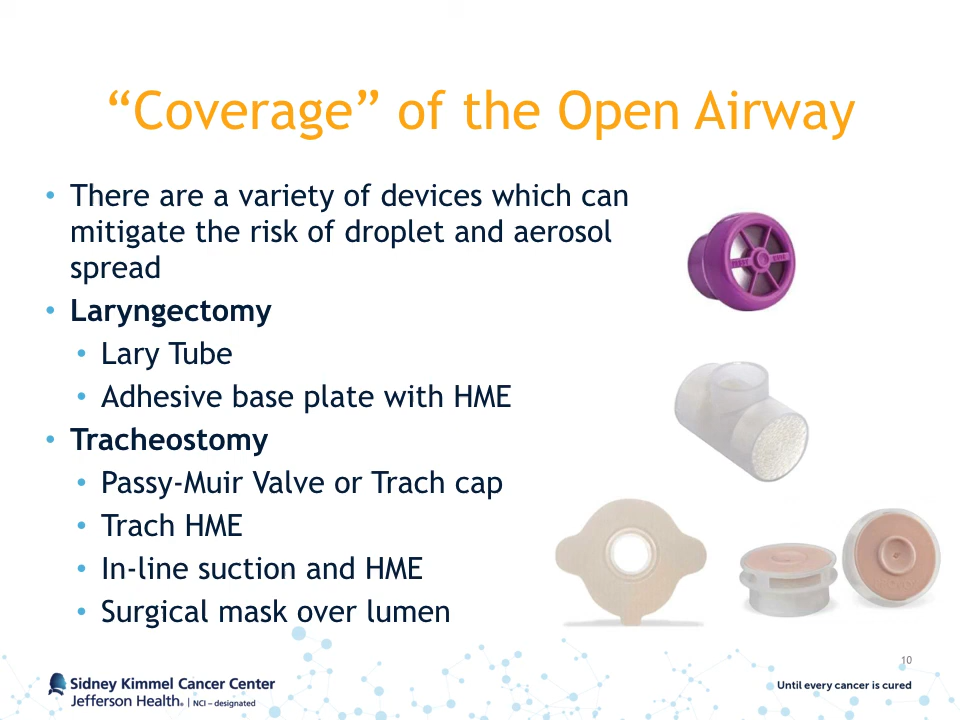 “Coverage” of the Open Airway
• There are a variety of devices which can
mitigate the risk of droplet and aerosol
spread
• Laryngectomy
• Lary Tube
• Adhesive base plate with HME
• Tracheostomy
• Passy-Muir Valve or Trach cap
• Trach HME
• In-line suction and HME
• Surgical mask over lumen
10
Sidney Kimmel Cancer Center
Jefferson Health. | NCI – designated
Until every cancer is cured